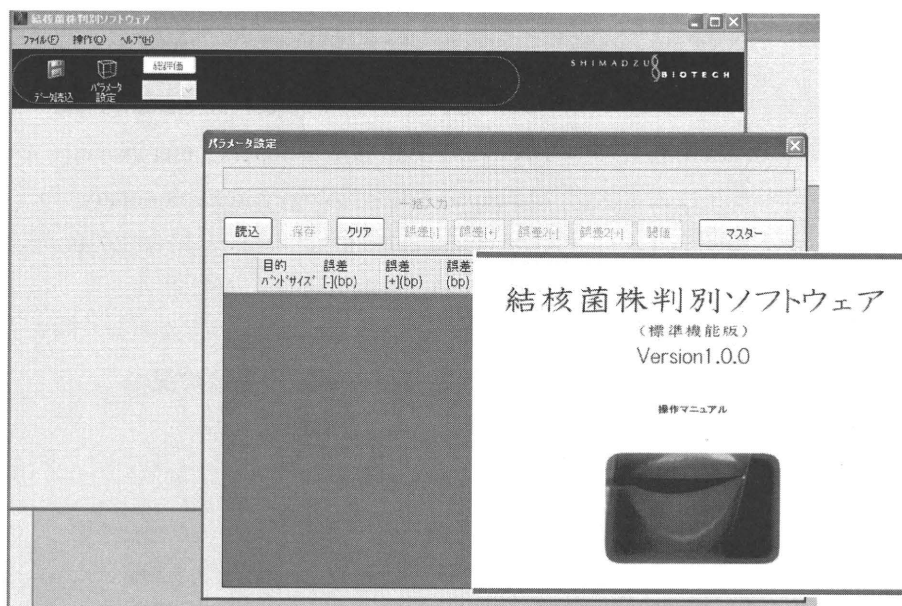 結核菌株判別ソフトウェア
ファイル(F) 操作(O) ヘルプ(H)
データ読込
パラメータ
設定
総評価
SHIMADZU
BIOTECH
パラメータ設定
一括入力
読込 保存 クリア 誤差[-] 誤差[+] 誤差2[-] 誤差2[+] 閾値 マスター
目的 誤差 誤差 誤差
バンドサイズ [-](bp) [+](bp) (bp)
結核菌株判別ソフトウェア
(標準機能版)
Version1.0.0
操作マニュアル